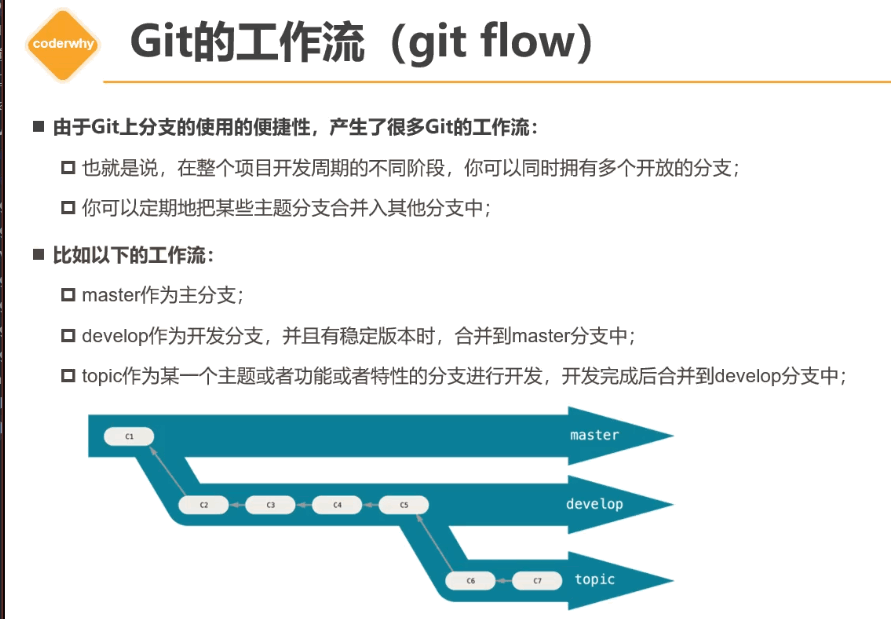 coderwhy
Git的工作流（git flow）
由于Git上分支的使用的便捷性，产生了很多Git的工作流：
也就是说，在整个项目开发周期的不同阶段，你可以同时拥有多个开放的分支；
你可以定期地把某些主题分支合并入其他分支中；
比如以下的工作流：
master作为主分支；
develop作为开发分支，并且有稳定版本时，合并到master分支中；
topic作为某一个主题或者功能或者特性的分支进行开发，开发完成后合并到develop分支中；
C1 master
C2 C3 C4 C5 develop
C6 C7 topic